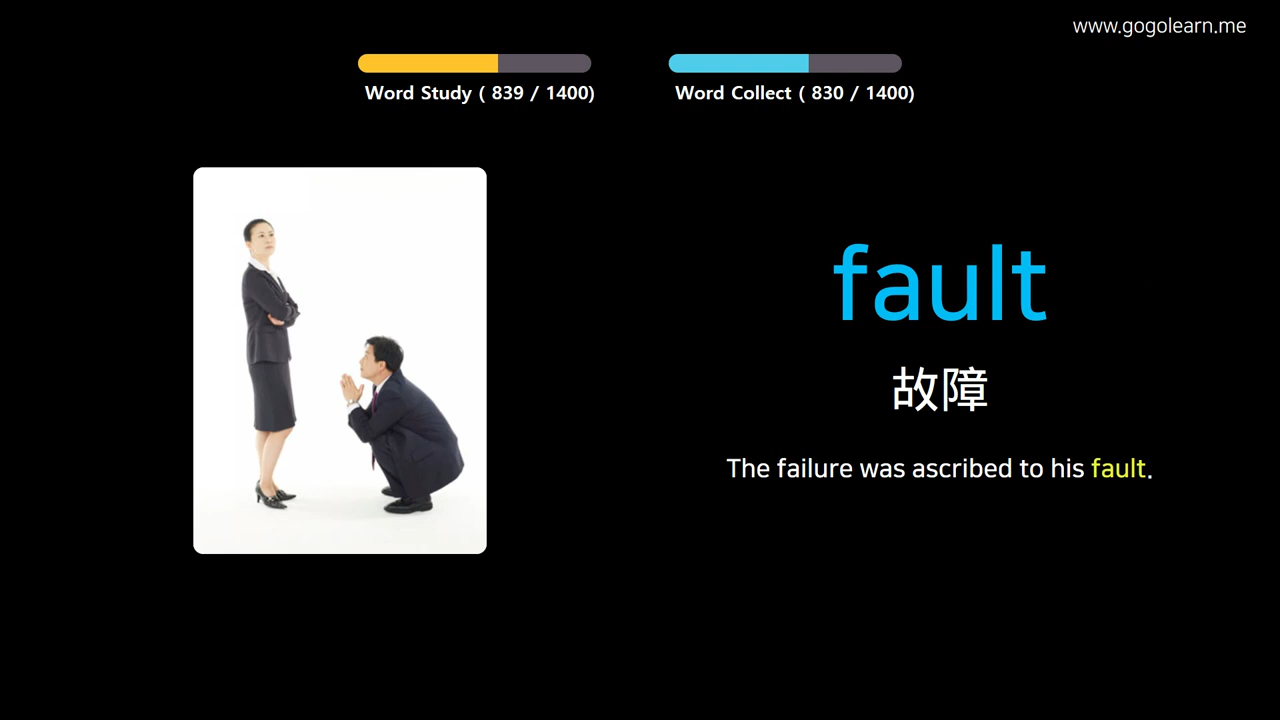 www.gogolearn.me
Word Study ( 839 / 1400)
Word Collect ( 830 / 1400)
fault
故障
The failure was ascribed to his fault.